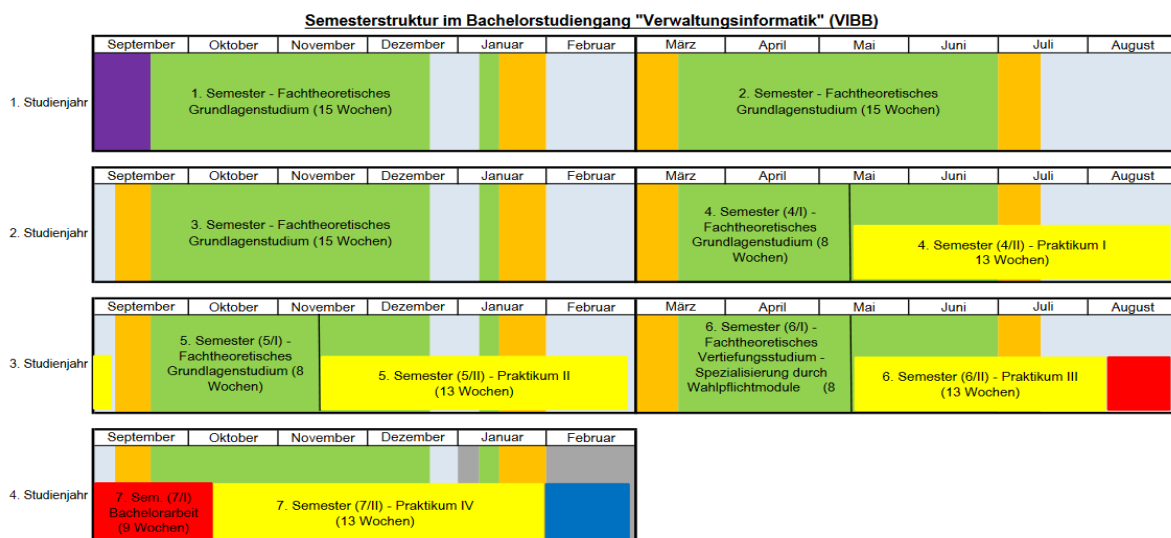 Semesterstruktur im Bachelorstudiengang "Verwaltungsinformatik" (VIBB)
September Oktober November Dezember Januar Februar März April Mai Juni Juli August
1. Studienjahr
1. Semester - Fachtheoretisches
Grundlagenstudium (15 Wochen)
2. Semester - Fachtheoretisches
Grundlagenstudium (15 Wochen)
September Oktober November Dezember Januar Februar März April Mai Juni Juli August
2. Studienjahr
3. Semester - Fachtheoretisches
Grundlagenstudium (15 Wochen)
4. Semester (4/I) -
Fachtheoretisches
Grundlagenstudium (8
Wochen)
4. Semester (4/II) - Praktikum I
13 Wochen)
September Oktober November Dezember Januar Februar März April Mai Juni Juli August
3. Studienjahr
5. Semester (5/I) -
Fachtheoretisches
Grundlagenstudium (8
Wochen)
5. Semester (5/II) - Praktikum II
(13 Wochen)
6. Semester (6/I) -
Fachtheoretisches
Vertiefungsstudium -
Spezialisierung durch
Wahlpflichtmodule (8
6. Semester (6/II) - Praktikum III
(13 Wochen)
September Oktober November Dezember Januar Februar
4. Studienjahr
7. Sem. (7/I)
Bachelorarbeit
(9 Wochen)
7. Semester (7/II) - Praktikum IV
(13 Wochen)